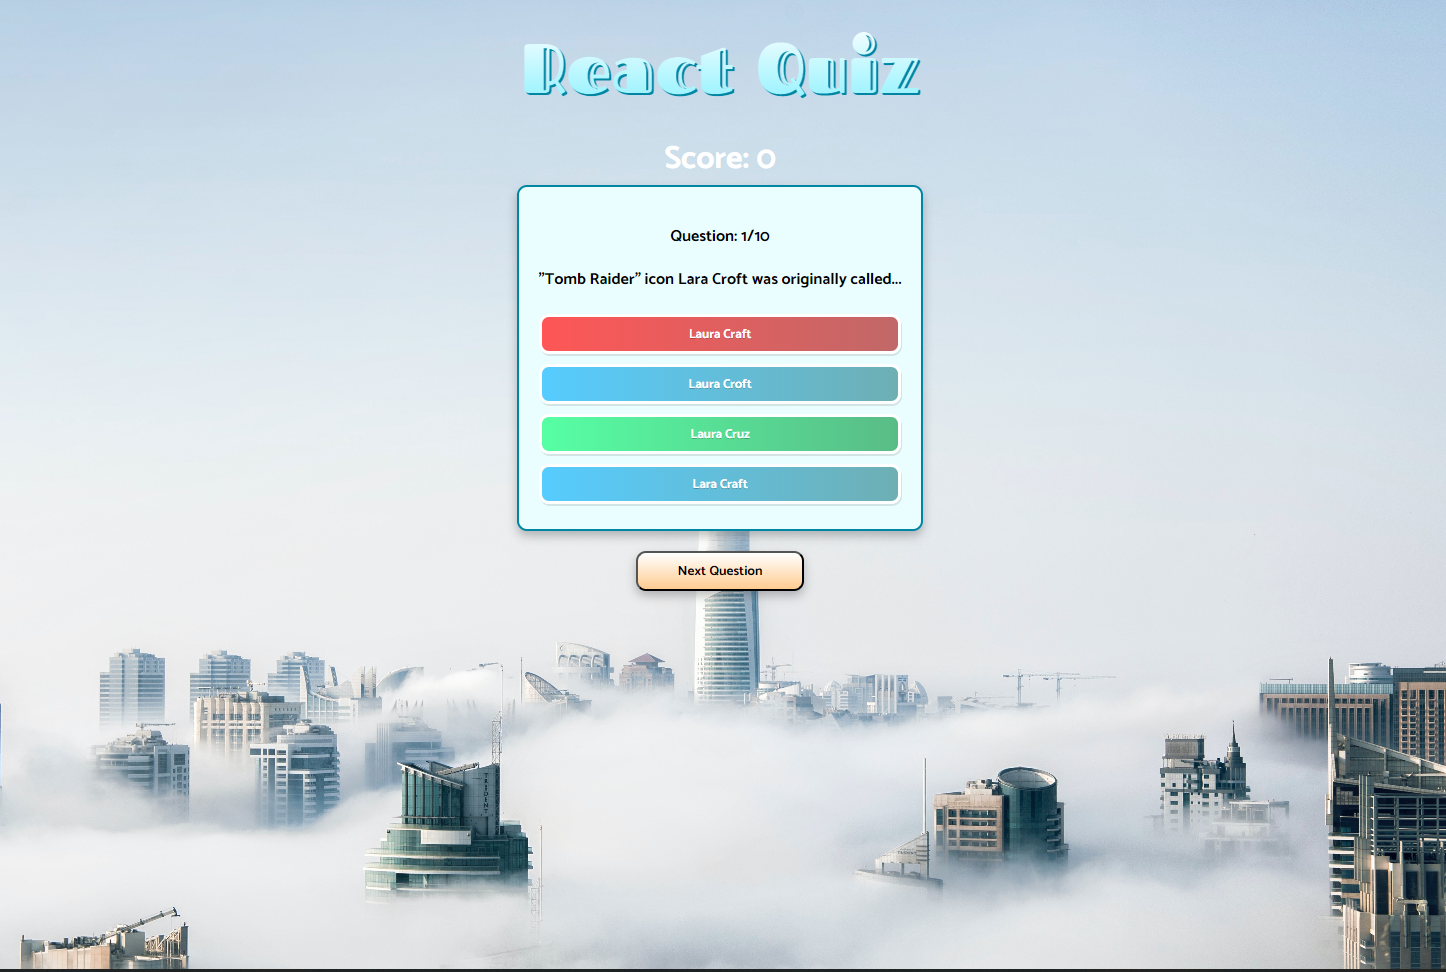 React Quiz
Score: 0
Question: 1/10
"Tomb Raider" icon Lara Croft was originally called...
Laura Craft
Laura Croft
Laura Cruz
Lara Craft
Next Question
TRIDENT